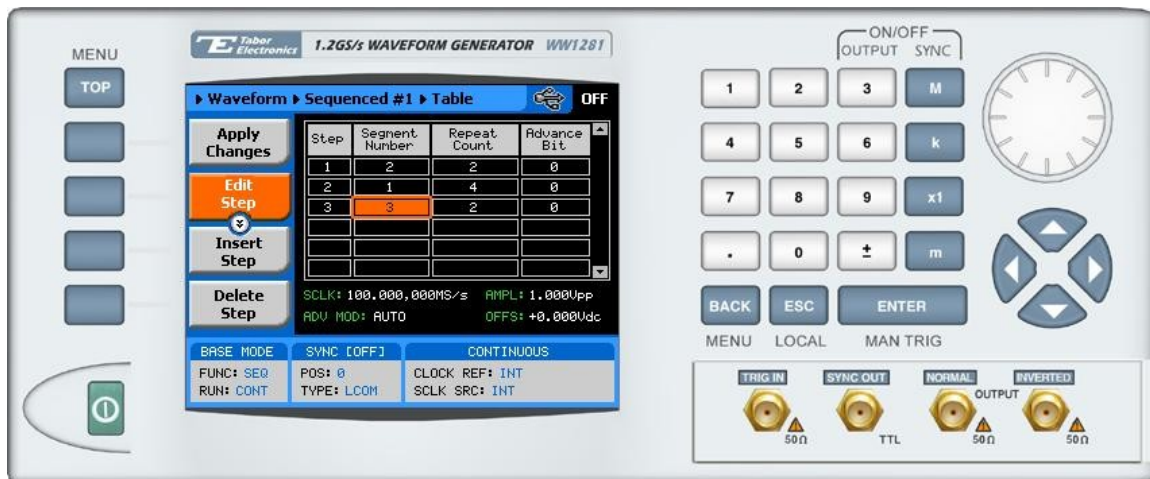 MENU
TOP
Tabor
Electronics
1.2GS/s WAVEFORM GENERATOR WW1281
Waveform Sequenced #1 Table OFF
Apply
Changes
Edit
Step
Insert
Step
Delete
Step
Step Segment Number Repeat Count Advance Bit
1 2 2 0
2 1 4 0
3 3 2 0
SCLK: 100.000,000MS/s AMPL: 1.000Vpp
ADV MOD: AUTO OFFS: +0.000Vdc
BASE MODE
FUNC: SEQ
RUN: CONT
SYNC [OFF]
POS: 0
TYPE: LCOM
CONTINUOUS
CLOCK REF: INT
SCLK SRC: INT
ON/OFF
OUTPUT SYNC
1 2 3 M
4 5 6 k
7 8 9 x1
. 0 ± m
BACK ESC ENTER
MENU LOCAL MAN TRIG
TRIG IN SYNC OUT NORMAL INVERTED
OUTPUT
50Ω TTL 50Ω 50Ω